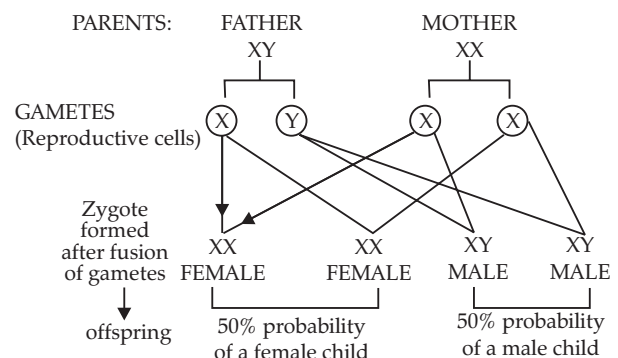 PARENTS: FATHER MOTHER
XY XX
GAMETES
(Reproductive cells)
X Y X X
Zygote
formed
after fusion
of gametes
XX XX XY XY
FEMALE FEMALE MALE MALE
offspring
50% probability
of a female child
50% probability
of a male child